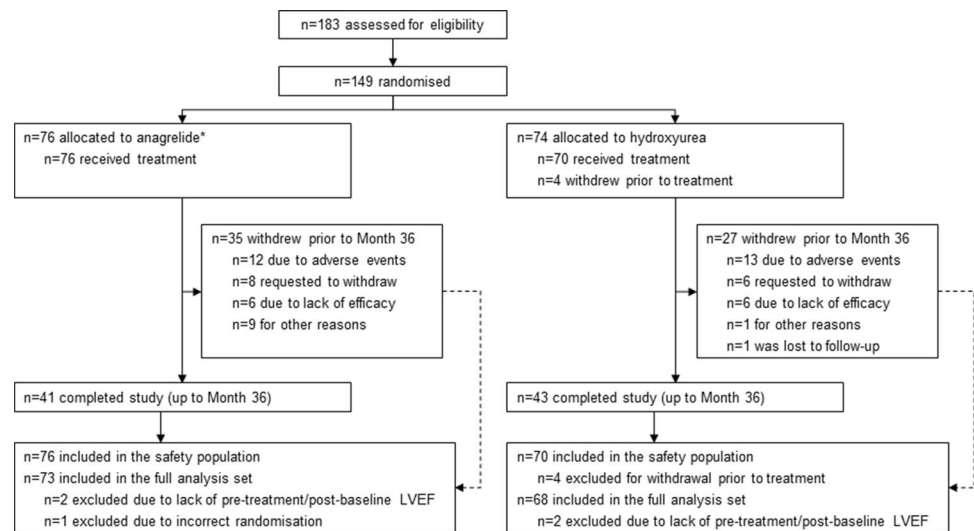 n=183 assessed for eligibility
n=149 randomised
n=76 allocated to anagrelide*
n=76 received treatment
n=74 allocated to hydroxyurea
n=70 received treatment
n=4 withdrew prior to treatment
n=35 withdrew prior to Month 36
n=12 due to adverse events
n=8 requested to withdraw
n=6 due to lack of efficacy
n=9 for other reasons
n=27 withdrew prior to Month 36
n=13 due to adverse events
n=6 requested to withdraw
n=6 due to lack of efficacy
n=1 for other reasons
n=1 was lost to follow-up
n=41 completed study (up to Month 36)
n=43 completed study (up to Month 36)
n=76 included in the safety population
n=73 included in the full analysis set
n=2 excluded due to lack of pre-treatment/post-baseline LVEF
n=1 excluded due to incorrect randomisation
n=70 included in the safety population
n=4 excluded for withdrawal prior to treatment
n=68 included in the full analysis set
n=2 excluded due to lack of pre-treatment/post-baseline LVEF